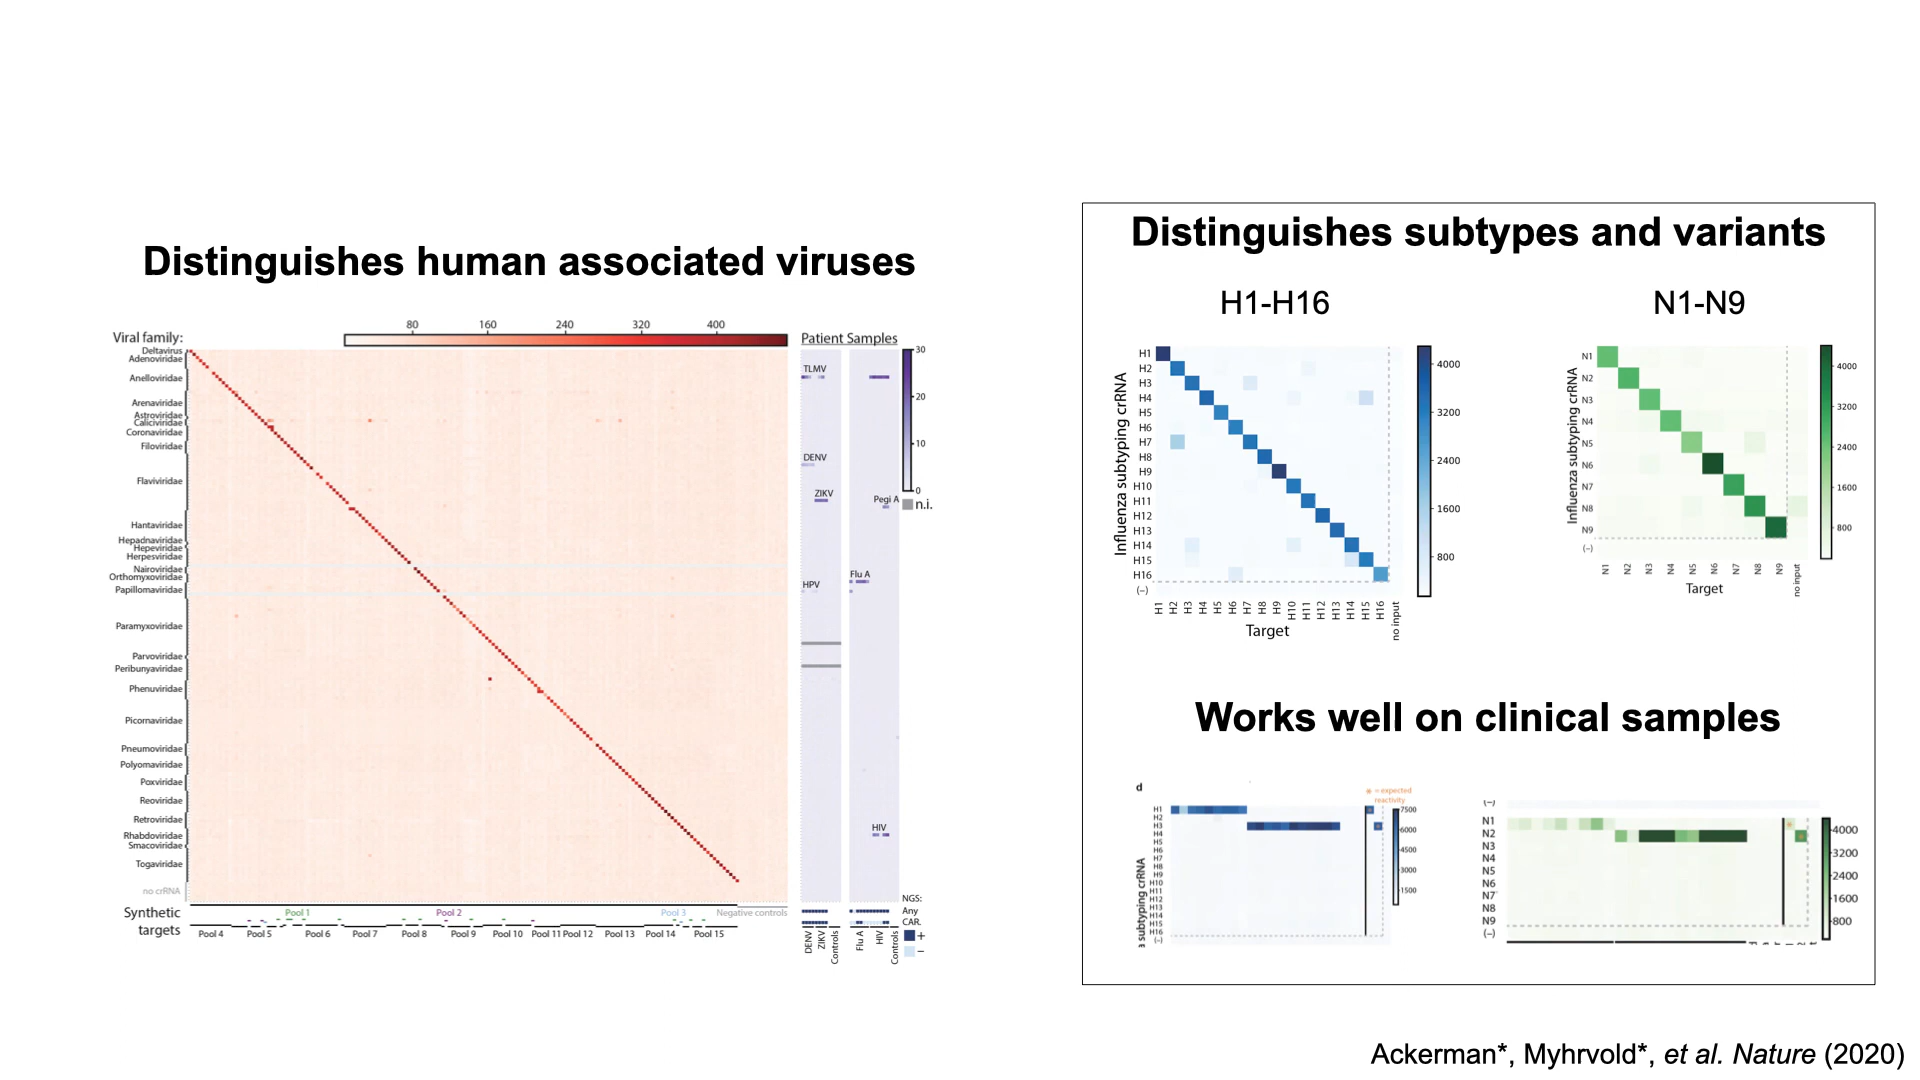 Distinguishes human associated viruses
80 160 240 320 400
Viral family:
Deltavirus
Adenoviridae
Anelloviridae
Arenaviridae
Astroviridae
Caliciviridae
Coronaviridae
Filoviridae
Flaviviridae
Hantaviridae
Hepadnaviridae
Hepeviridae
Herpesviridae
Nairoviridae
Orthomyxoviridae
Papillomaviridae
Paramyxoviridae
Parvoviridae
Peribunyaviridae
Phenuviridae
Picornaviridae
Pneumoviridae
Polyomaviridae
Poxviridae
Reoviridae
Retroviridae
Rhabdoviridae
Smacoviridae
Togaviridae
no crRNA
Synthetic
targets
Pool 1 Pool 2 Pool 3 Negative controls
Pool 4 Pool 5 Pool 6 Pool 7 Pool 8 Pool 9 Pool 10 Pool 11 Pool 12 Pool 13 Pool 14 Pool 15
Patient Samples
TLMV
DENV
ZIKV
Pegi A
Flu A
HPV
HIV
30
20
10
0
n.i.
NGS:
Any
CAR.
+
−
DENV
ZIKV
Controls
Flu A
HIV
Controls
Distinguishes subtypes and variants
H1-H16
Influenza subtyping crRNA
H1
H2
H3
H4
H5
H6
H7
H8
H9
H10
H11
H12
H13
H14
H15
H16
(−)
H1 H2 H3 H4 H5 H6 H7 H8 H9 H10 H11 H12 H13 H14 H15 H16 no input
Target
4000
3200
2400
1600
800
N1-N9
Influenza subtyping crRNA
N1
N2
N3
N4
N5
N6
N7
N8
N9
(−)
N1 N2 N3 N4 N5 N6 N7 N8 N9 no input
Target
4000
3200
2400
1600
800
Works well on clinical samples
d
* = expected
reactivity
a subtyping crRNA
H1
H2
H3
H4
H5
H6
H7
H8
H9
H10
H11
H12
H13
H14
H15
H16
(−)
7500
6000
4500
3000
1500
(−)
N1
N2
N3
N4
N5
N6
N7
N8
N9
(−)
4000
3200
2400
1600
800
Ackerman*, Myhrvold*, et al. Nature (2020)